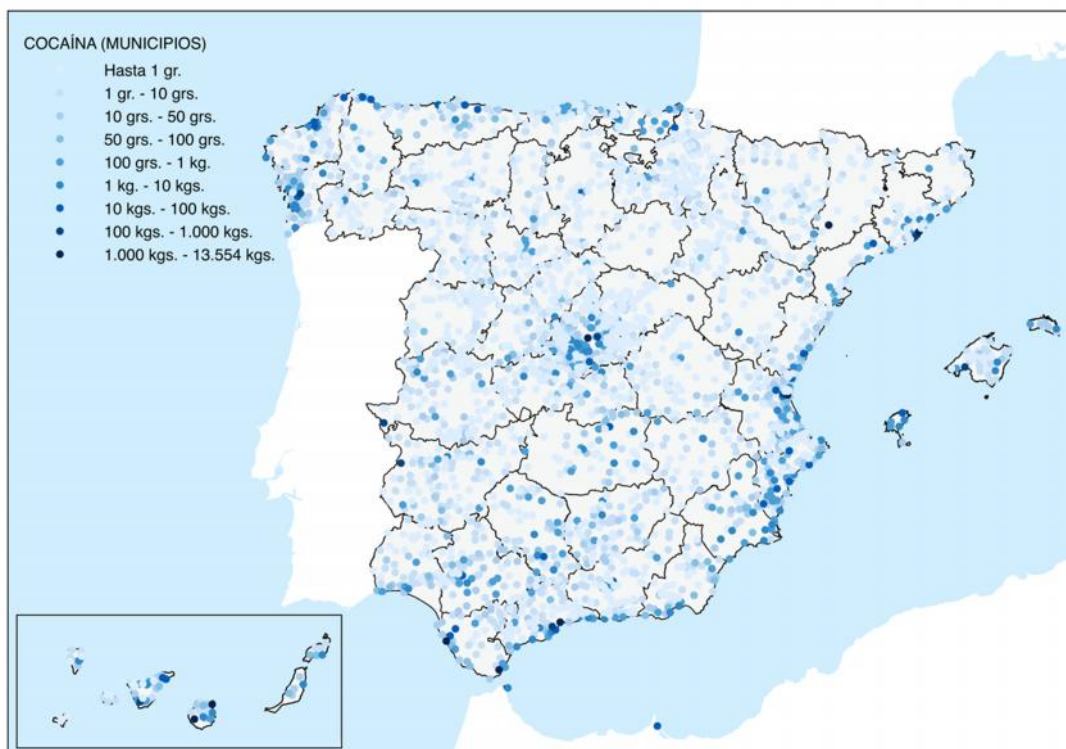 COCAÍNA (MUNICIPIOS)
Hasta 1 gr.
1 gr. - 10 grs.
10 grs. - 50 grs.
50 grs. - 100 grs.
100 grs. - 1 kg.
1 kg. - 10 kgs.
10 kgs. - 100 kgs.
100 kgs. - 1.000 kgs.
1.000 kgs. - 13.554 kgs.